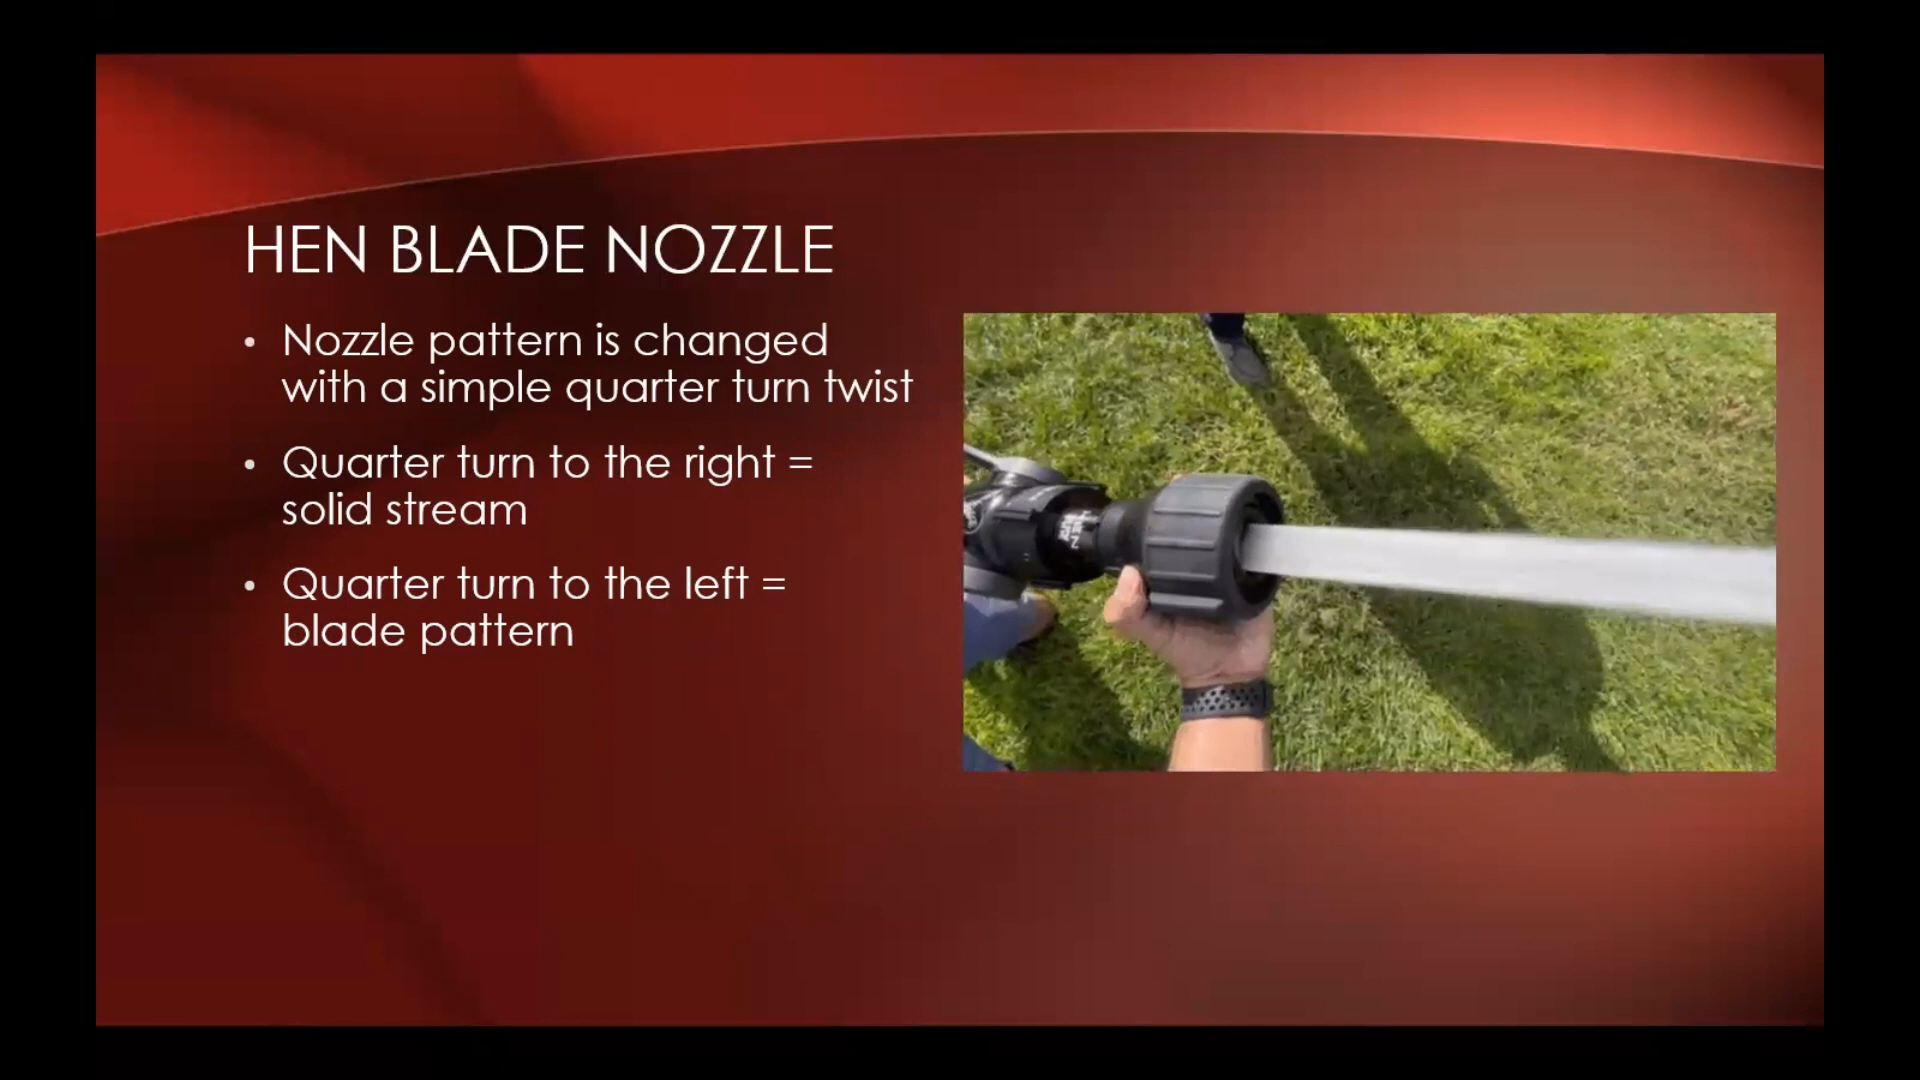 HEN BLADE NOZZLE
• Nozzle pattern is changed
with a simple quarter turn twist
• Quarter turn to the right =
solid stream
• Quarter turn to the left =
blade pattern